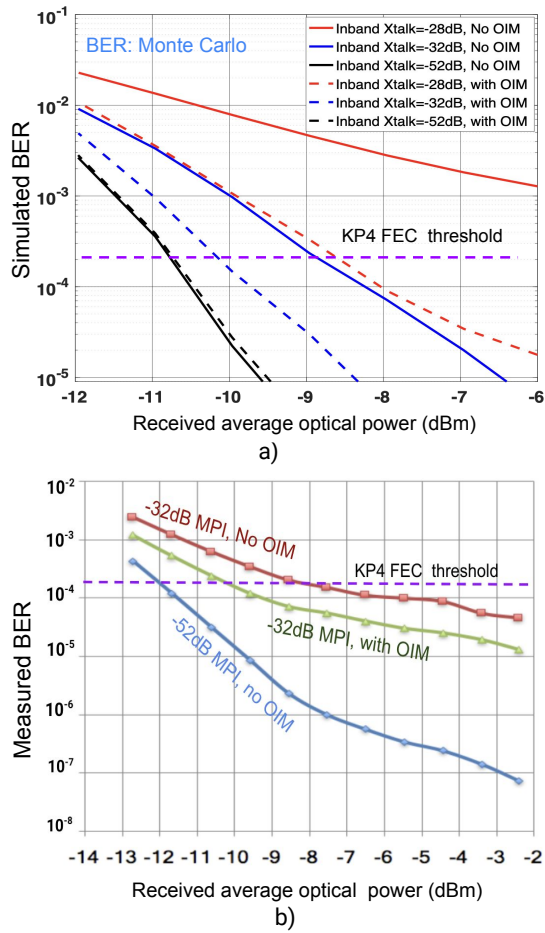 10^-1
10^-2
10^-3
10^-4
10^-5
Simulated BER
BER: Monte Carlo
Inband Xtalk=-28dB, No OIM
Inband Xtalk=-32dB, No OIM
Inband Xtalk=-52dB, No OIM
Inband Xtalk=-28dB, with OIM
Inband Xtalk=-32dB, with OIM
Inband Xtalk=-52dB, with OIM
KP4 FEC threshold
-12 -11 -10 -9 -8 -7 -6
Received average optical power (dBm)
a)
10^-2
10^-3
10^-4
10^-5
10^-6
10^-7
10^-8
Measured BER
-32dB MPI, No OIM
KP4 FEC threshold
-32dB MPI, with OIM
-52dB MPI, no OIM
-14 -13 -12 -11 -10 -9 -8 -7 -6 -5 -4 -3 -2
Received average optical power (dBm)
b)